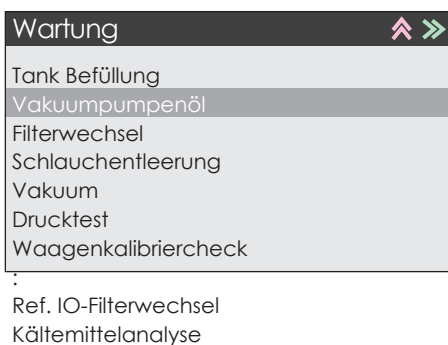 Wartung
Tank Befüllung
Vakuumpumpenöl
Filterwechsel
Schlauchentleerung
Vakuum
Drucktest
Waagenkalibriercheck
:
Ref. IO-Filterwechsel
Kältemittelanalyse